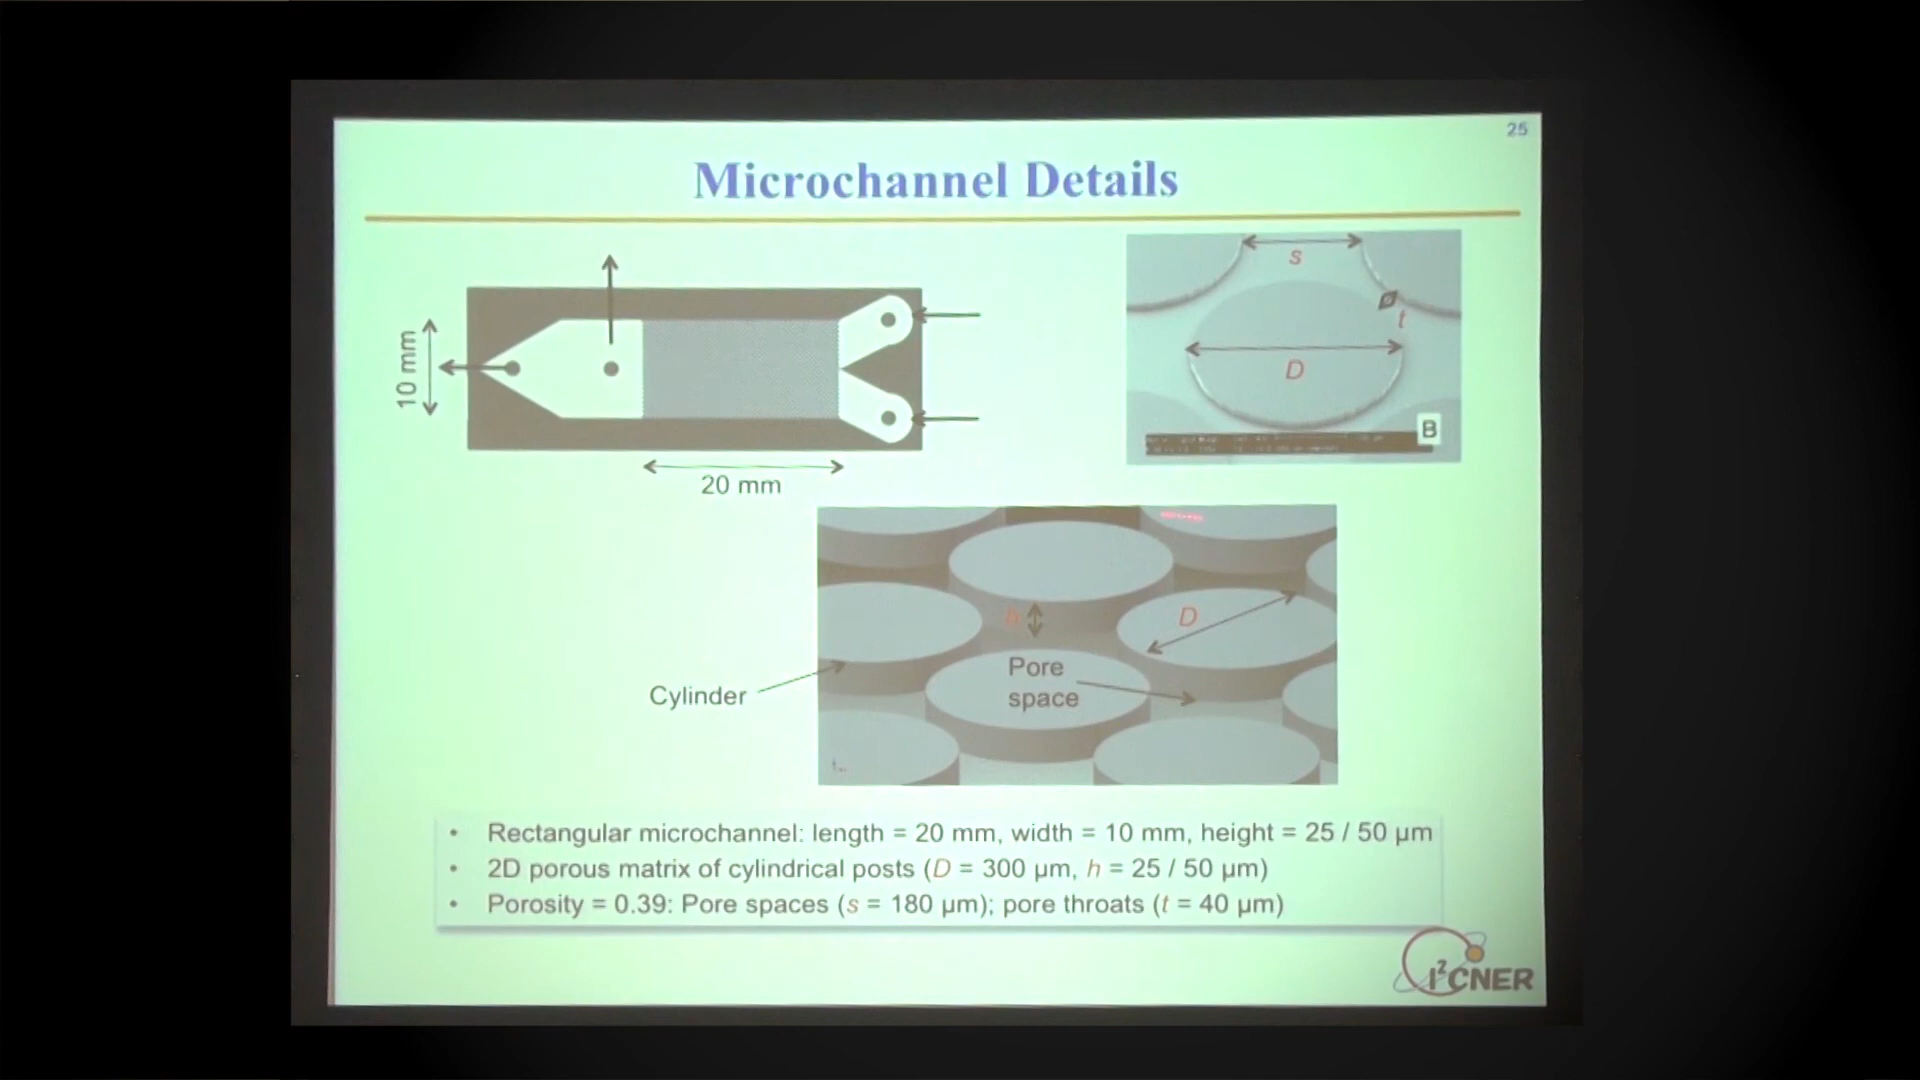 25
Microchannel Details
10 mm
20 mm
s
t
D
B
h
D
Pore
space
Cylinder
• Rectangular microchannel: length = 20 mm, width = 10 mm, height = 25 / 50 µm
• 2D porous matrix of cylindrical posts (D = 300 µm, h = 25 / 50 µm)
• Porosity = 0.39: Pore spaces (s = 180 µm); pore throats (t = 40 µm)
I²CNER